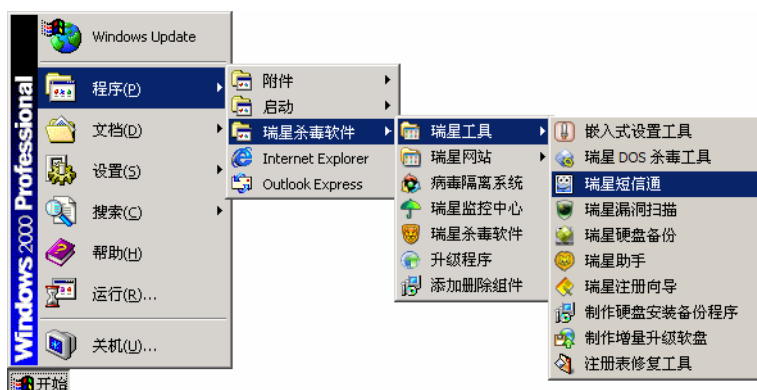 Windows 2000 Professional
Windows Update
程序(P)
文档(D)
设置(S)
搜索(C)
帮助(H)
运行(R)...
关机(U)...
开始
附件
启动
瑞星杀毒软件
Internet Explorer
Outlook Express
瑞星工具
瑞星网站
病毒隔离系统
瑞星监控中心
瑞星杀毒软件
升级程序
添加删除组件
嵌入式设置工具
瑞星 DOS 杀毒工具
瑞星短信通
瑞星漏洞扫描
瑞星硬盘备份
瑞星助手
瑞星注册向导
制作硬盘安装备份程序
制作增量升级软盘
注册表修复工具